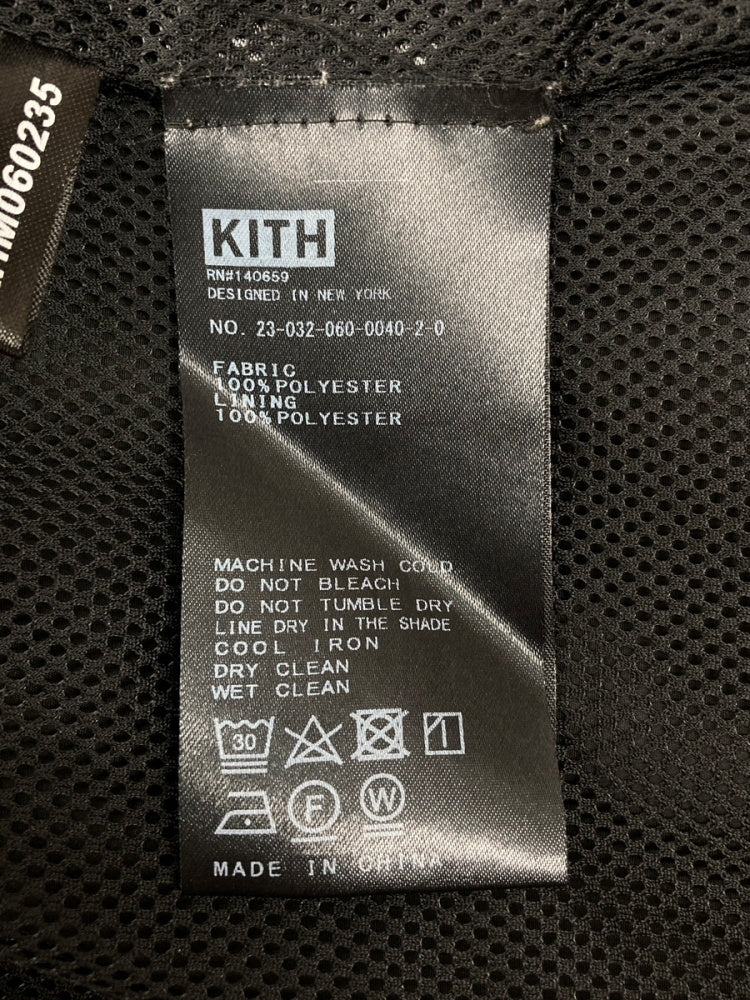 M060235
KITH
RN#140659
DESIGNED IN NEW YORK
NO. 23-032-060-0040-2-0
FABRIC
100% POLYESTER
LINING
100% POLYESTER
MACHINE WASH COLD
DO NOT BLEACH
DO NOT TUMBLE DRY
LINE DRY IN THE SHADE
COOL IRON
DRY CLEAN
WET CLEAN
30
F W
MADE IN CHINA